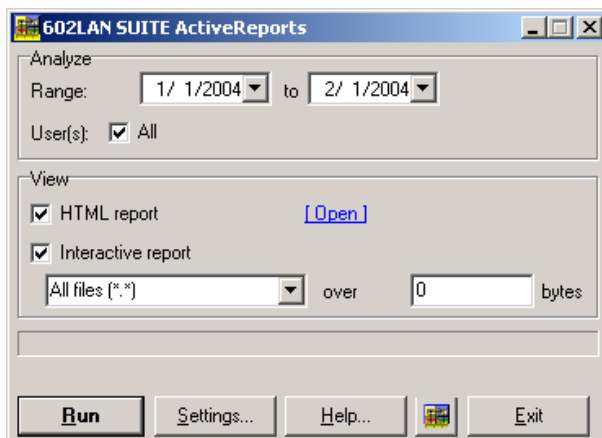 602LAN SUITE ActiveReports
Analyze
Range: 1/ 1/2004 to 2/ 1/2004
User(s): All
View
HTML report [ Open ]
Interactive report
All files (*.*) over 0 bytes
Run Settings... Help... Exit